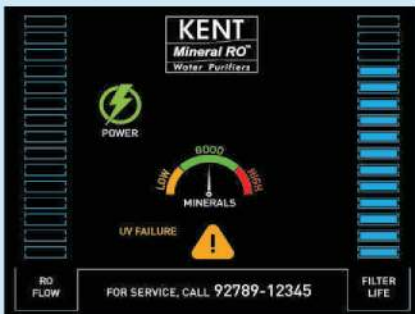 KENT
Mineral RO™
Water Purifiers
POWER
LOW GOOD HIGH
MINERALS
UV FAILURE
RO
FLOW
FOR SERVICE, CALL 92789-12345
FILTER
LIFE